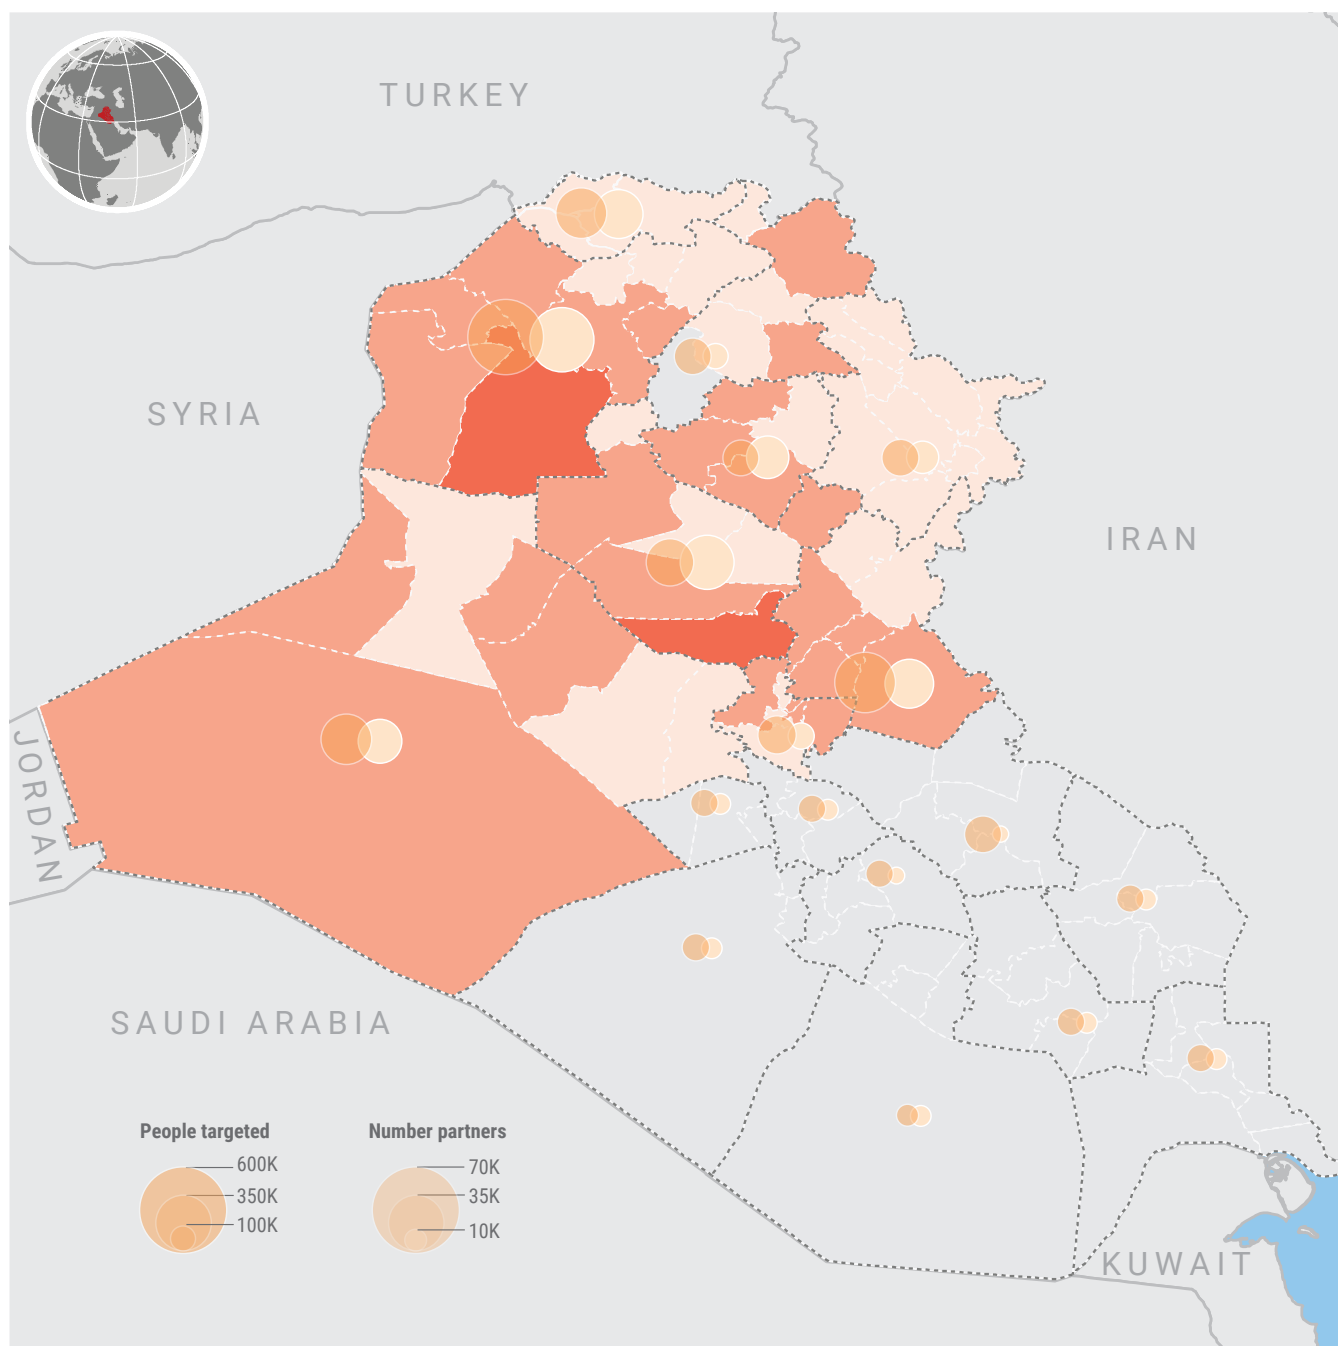 TURKEY
SYRIA
IRAN
JORDAN
SAUDI ARABIA
KUWAIT
People targeted
600K
350K
100K
Number partners
70K
35K
10K